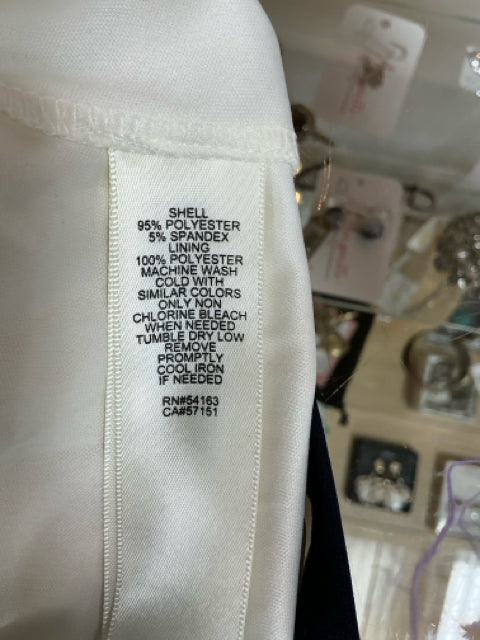 SHELL
95% POLYESTER
5% SPANDEX
LINING
100% POLYESTER
MACHINE WASH
COLD WITH
SIMILAR COLORS
ONLY NON
CHLORINE BLEACH
WHEN NEEDED
TUMBLE DRY LOW
REMOVE
PROMPTLY
COOL IRON
IF NEEDED
RN#54163
CA#57151